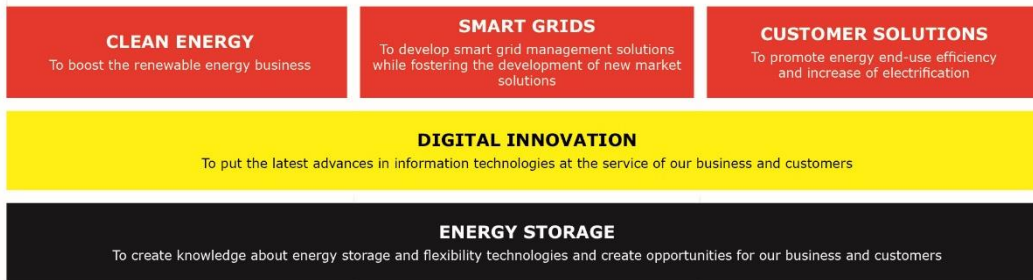 CLEAN ENERGY
To boost the renewable energy business
SMART GRIDS
To develop smart grid management solutions
while fostering the development of new market
solutions
CUSTOMER SOLUTIONS
To promote energy end-use efficiency
and increase of electrification
DIGITAL INNOVATION
To put the latest advances in information technologies at the service of our business and customers
ENERGY STORAGE
To create knowledge about energy storage and flexibility technologies and create opportunities for our business and customers